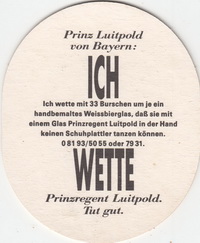 Prinz Luitpold
von Bayern:
ICH
Ich wette mit 33 Burschen um je ein
handbemaltes Weissbierglas, daß sie mit
einem Glas Prinzregent Luitpold in der Hand
keinen Schuhplattler tanzen können.
0 81 93/50 55 oder 79 31.
WETTE
Prinzregent Luitpold.
Tut gut.